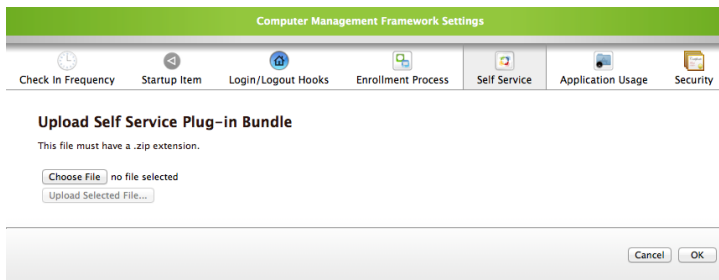 Computer Management Framework Settings
Check In Frequency Startup Item Login/Logout Hooks Enrollment Process Self Service Application Usage Security
Upload Self Service Plug-in Bundle
This file must have a .zip extension.
Choose File no file selected
Upload Selected File...
Cancel OK